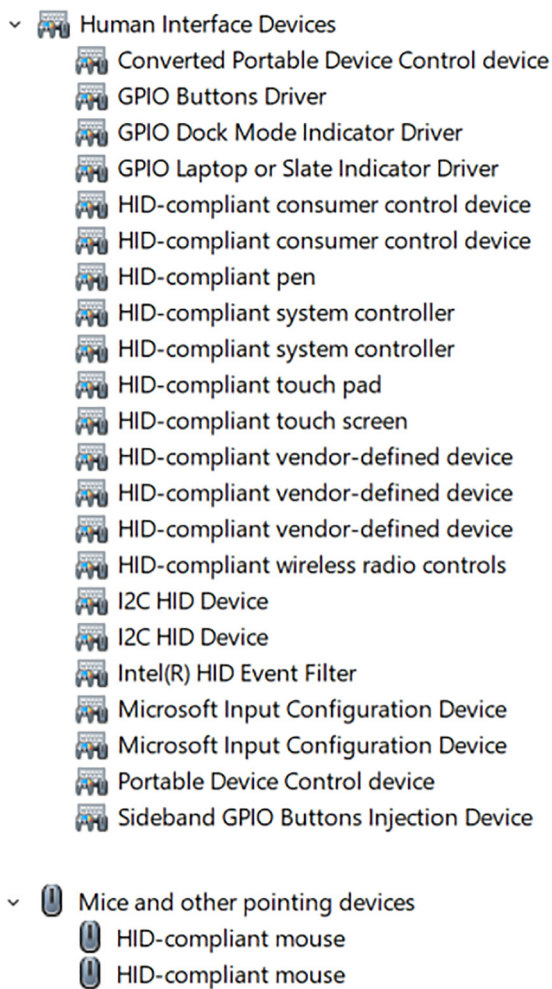 Human Interface Devices
Converted Portable Device Control device
GPIO Buttons Driver
GPIO Dock Mode Indicator Driver
GPIO Laptop or Slate Indicator Driver
HID-compliant consumer control device
HID-compliant consumer control device
HID-compliant pen
HID-compliant system controller
HID-compliant system controller
HID-compliant touch pad
HID-compliant touch screen
HID-compliant vendor-defined device
HID-compliant vendor-defined device
HID-compliant vendor-defined device
HID-compliant wireless radio controls
I2C HID Device
I2C HID Device
Intel(R) HID Event Filter
Microsoft Input Configuration Device
Microsoft Input Configuration Device
Portable Device Control device
Sideband GPIO Buttons Injection Device
Mice and other pointing devices
HID-compliant mouse
HID-compliant mouse